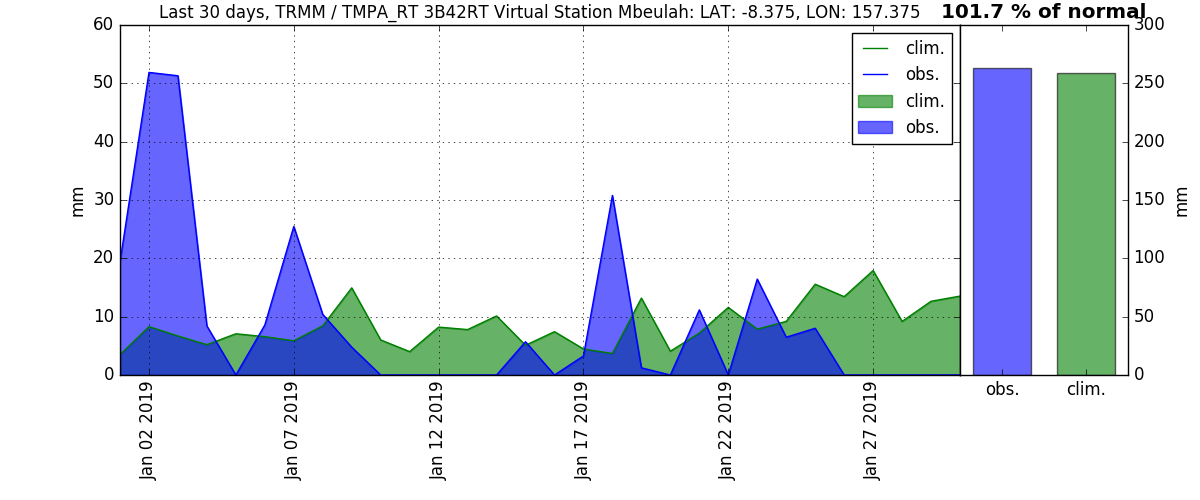 Last 30 days, TRMM / TMPA_RT 3B42RT Virtual Station Mbeulah: LAT: -8.375, LON: 157.375
101.7 % of normal
60
50
40
30
20
10
0
mm
clim.
obs.
clim.
obs.
Jan 02 2019
Jan 07 2019
Jan 12 2019
Jan 17 2019
Jan 22 2019
Jan 27 2019
300
250
200
150
100
50
0
mm
obs.
clim.